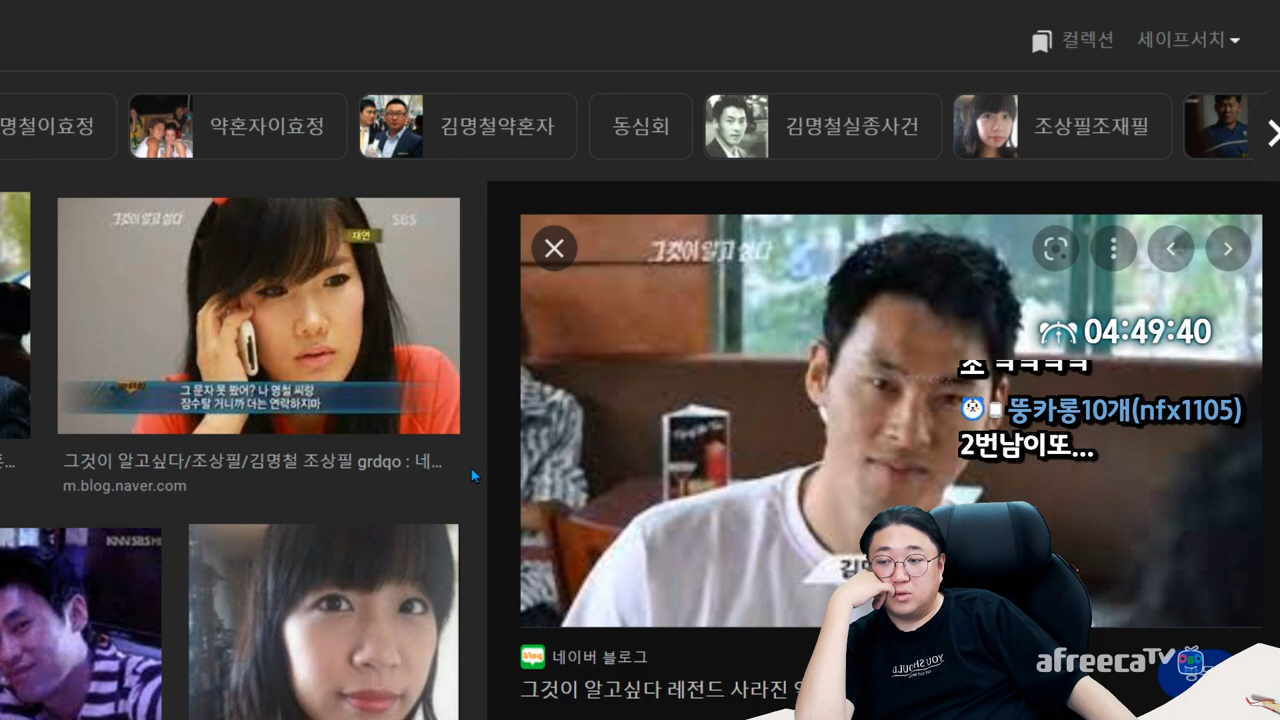 컬렉션
세이프서치
명철이효정
약혼자이효정
김명철약혼자
동심회
김명철실종사건
조상필소재필
그것이 알고 싶다
SBS
재연
그 문자 못 봤어? 나 명철 씨랑
잠수탈 거니까 더는 연락하지마
그것이 알고싶다/조상필/김명철 조상필 grdqo : 네...
m.blog.naver.com
그것이 알고 싶다
04:49:40
ㅋㅋㅋㅋ
뚱카롱10개(nfx1105)
2번남이또...
YOU SHOULD
afreecaTV
blog
네이버 블로그
그것이 알고싶다 레전드 사라진